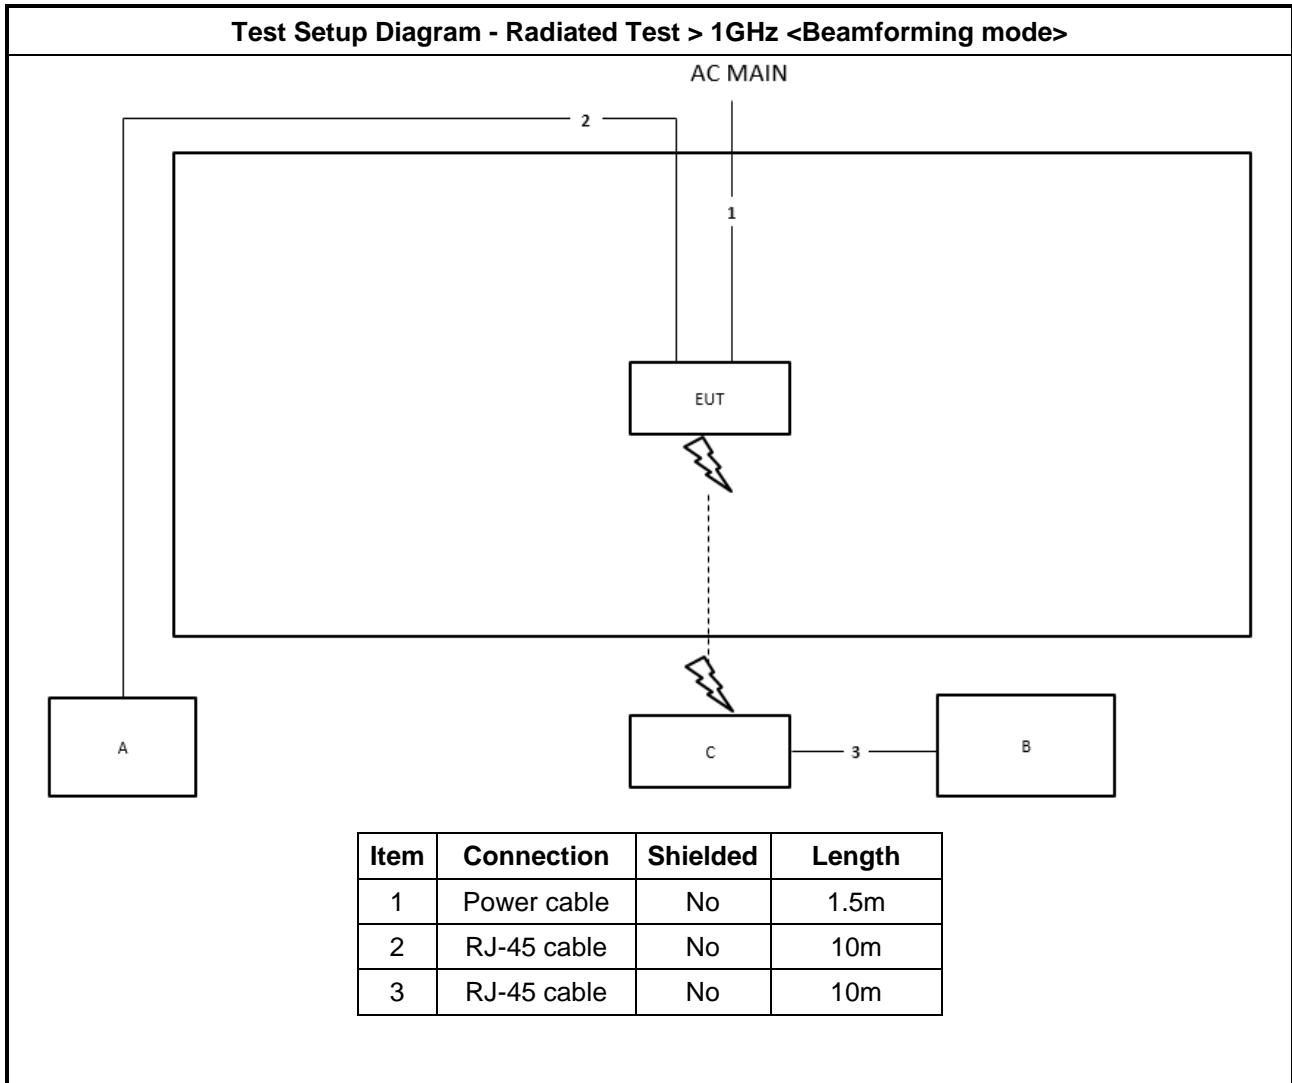 Test Setup Diagram - Radiated Test > 1GHz <Beamforming mode>
AC MAIN
2
1
EUT
A
C
3
B
Item Connection Shielded Length
1 Power cable No 1.5m
2 RJ-45 cable No 10m
3 RJ-45 cable No 10m